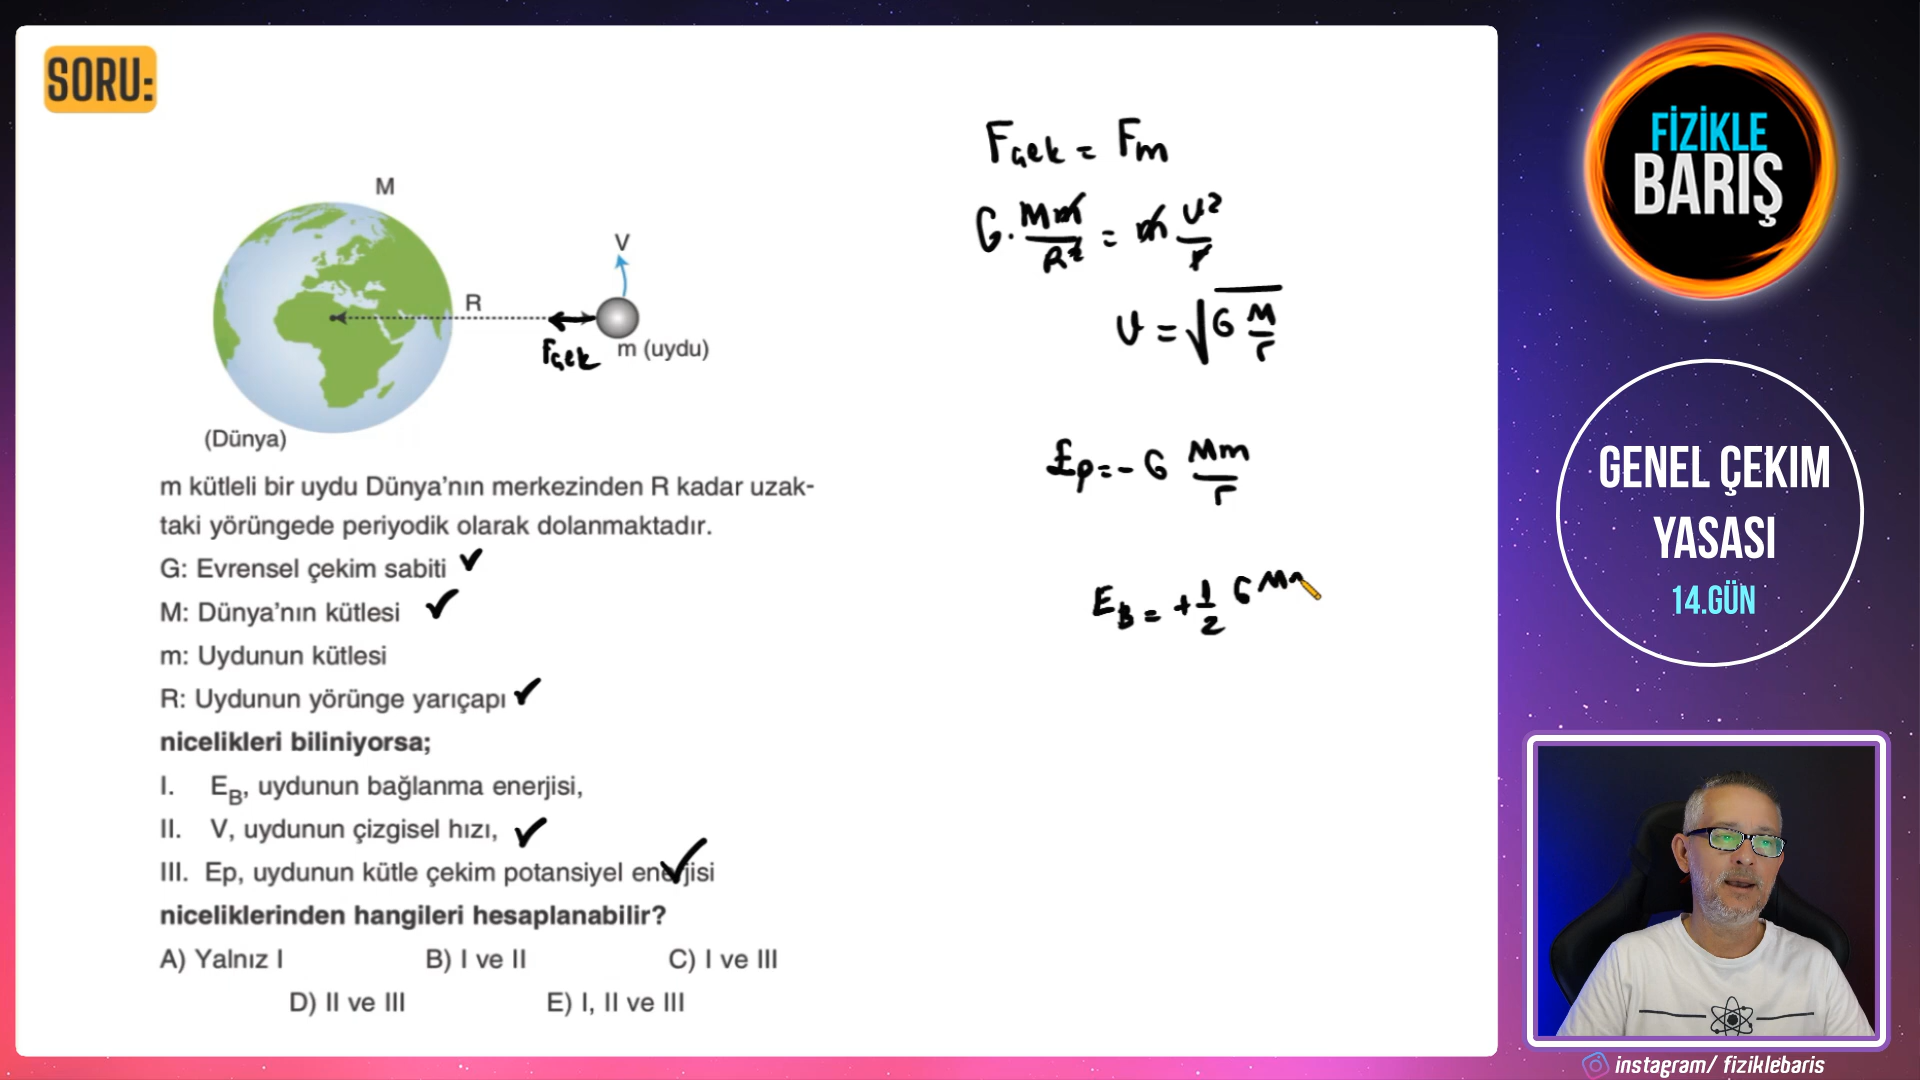 SORU:
M
V
R
Fçek
m (uydu)
(Dünya)
m kütleli bir uydu Dünya'nın merkezinden R kadar uzak-
taki yörüngede periyodik olarak dolanmaktadır.
G: Evrensel çekim sabiti ✓
M: Dünya'nın kütlesi ✓
m: Uydunun kütlesi
R: Uydunun yörünge yarıçapı ✓
nicelikleri biliniyorsa;
I. E_B, uydunun bağlanma enerjisi,
II. V, uydunun çizgisel hızı, ✓
III. Ep, uydunun kütle çekim potansiyel enerjisi ✓
niceliklerinden hangileri hesaplanabilir?
A) Yalnız I B) I ve II C) I ve III
D) II ve III E) I, II ve III
Fçek = Fm
G. Mm/R² = m v²/r
v = √(G M/r)
Ep = - G Mm/r
E_B = + 1/2 G Mm
FİZİKLE
BARIŞ
GENEL ÇEKIM
YASASI
14.GÜN
instagram/ fiziklebaris